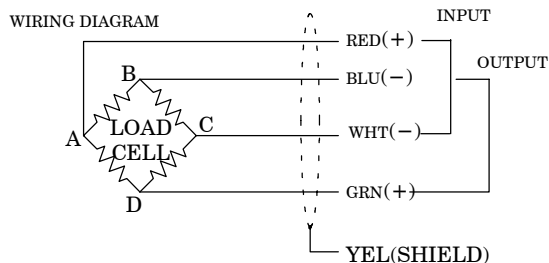 WIRING DIAGRAM
INPUT
OUTPUT
RED(+)
BLU(−)
WHT(−)
GRN(+)
YEL(SHIELD)
B
A
C
D
LOAD
CELL